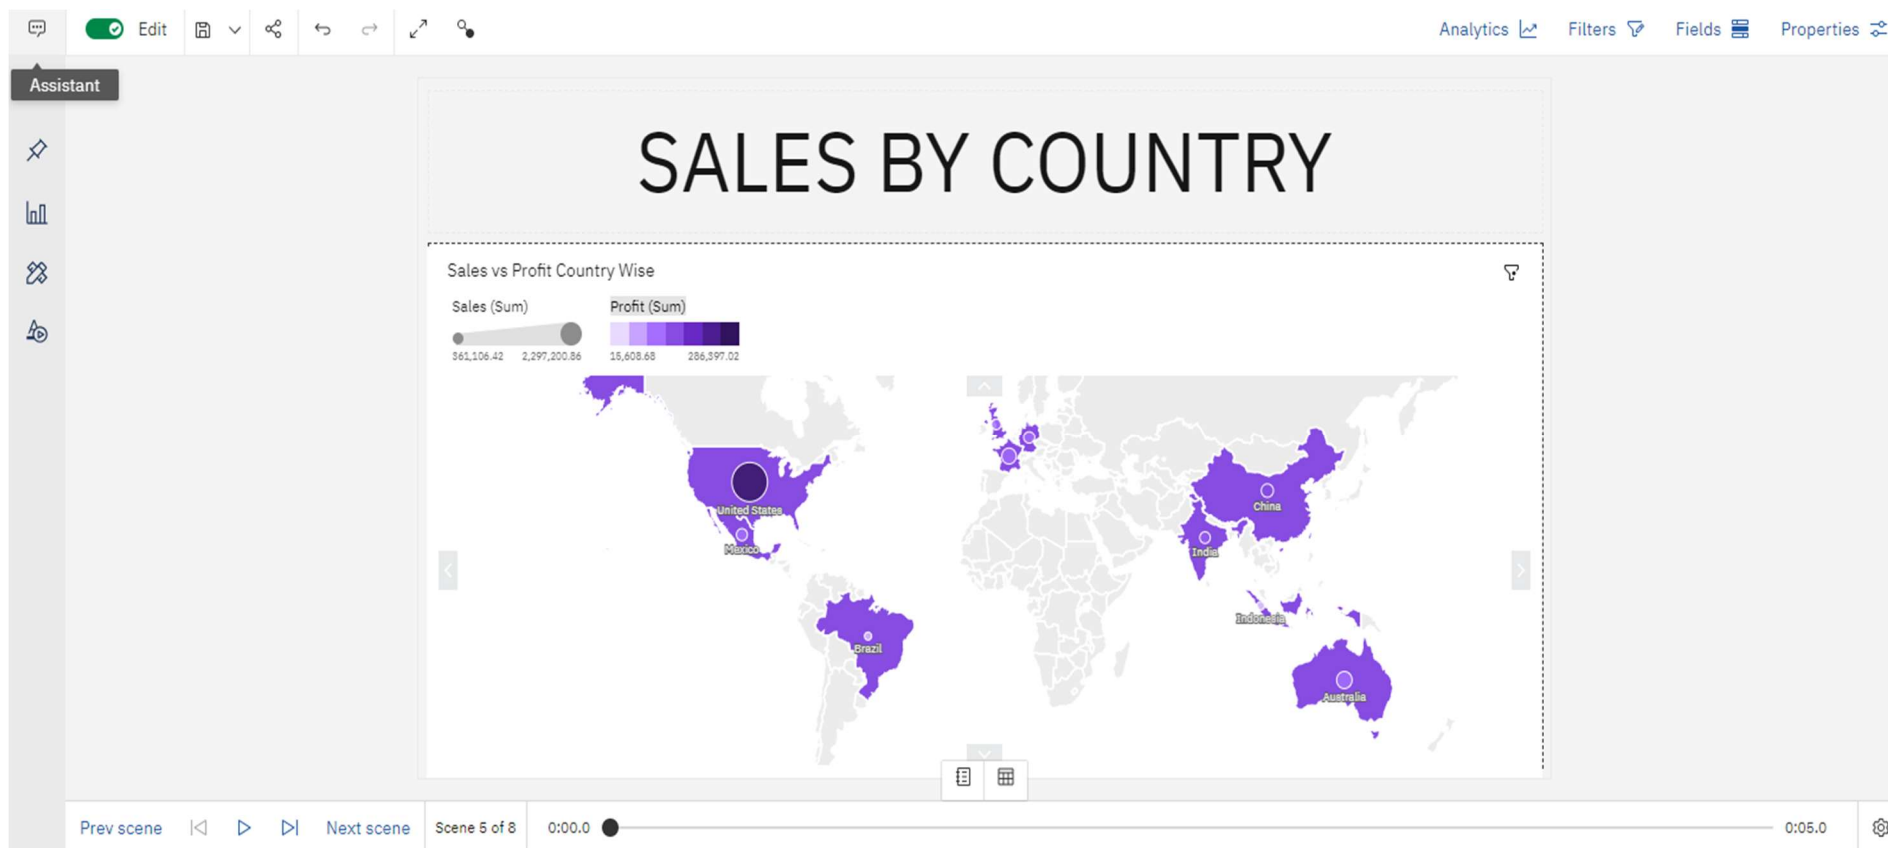 Edit
Analytics
Filters
Fields
Properties
Assistant
SALES BY COUNTRY
Sales vs Profit Country Wise
Sales (Sum)
Profit (Sum)
361,106.42 2,297,200.86
15,608.68 286,397.02
United States
Mexico
China
India
Indonesia
Brazil
Australia
Prev scene
Next scene
Scene 5 of 8
0:00.0
0:05.0